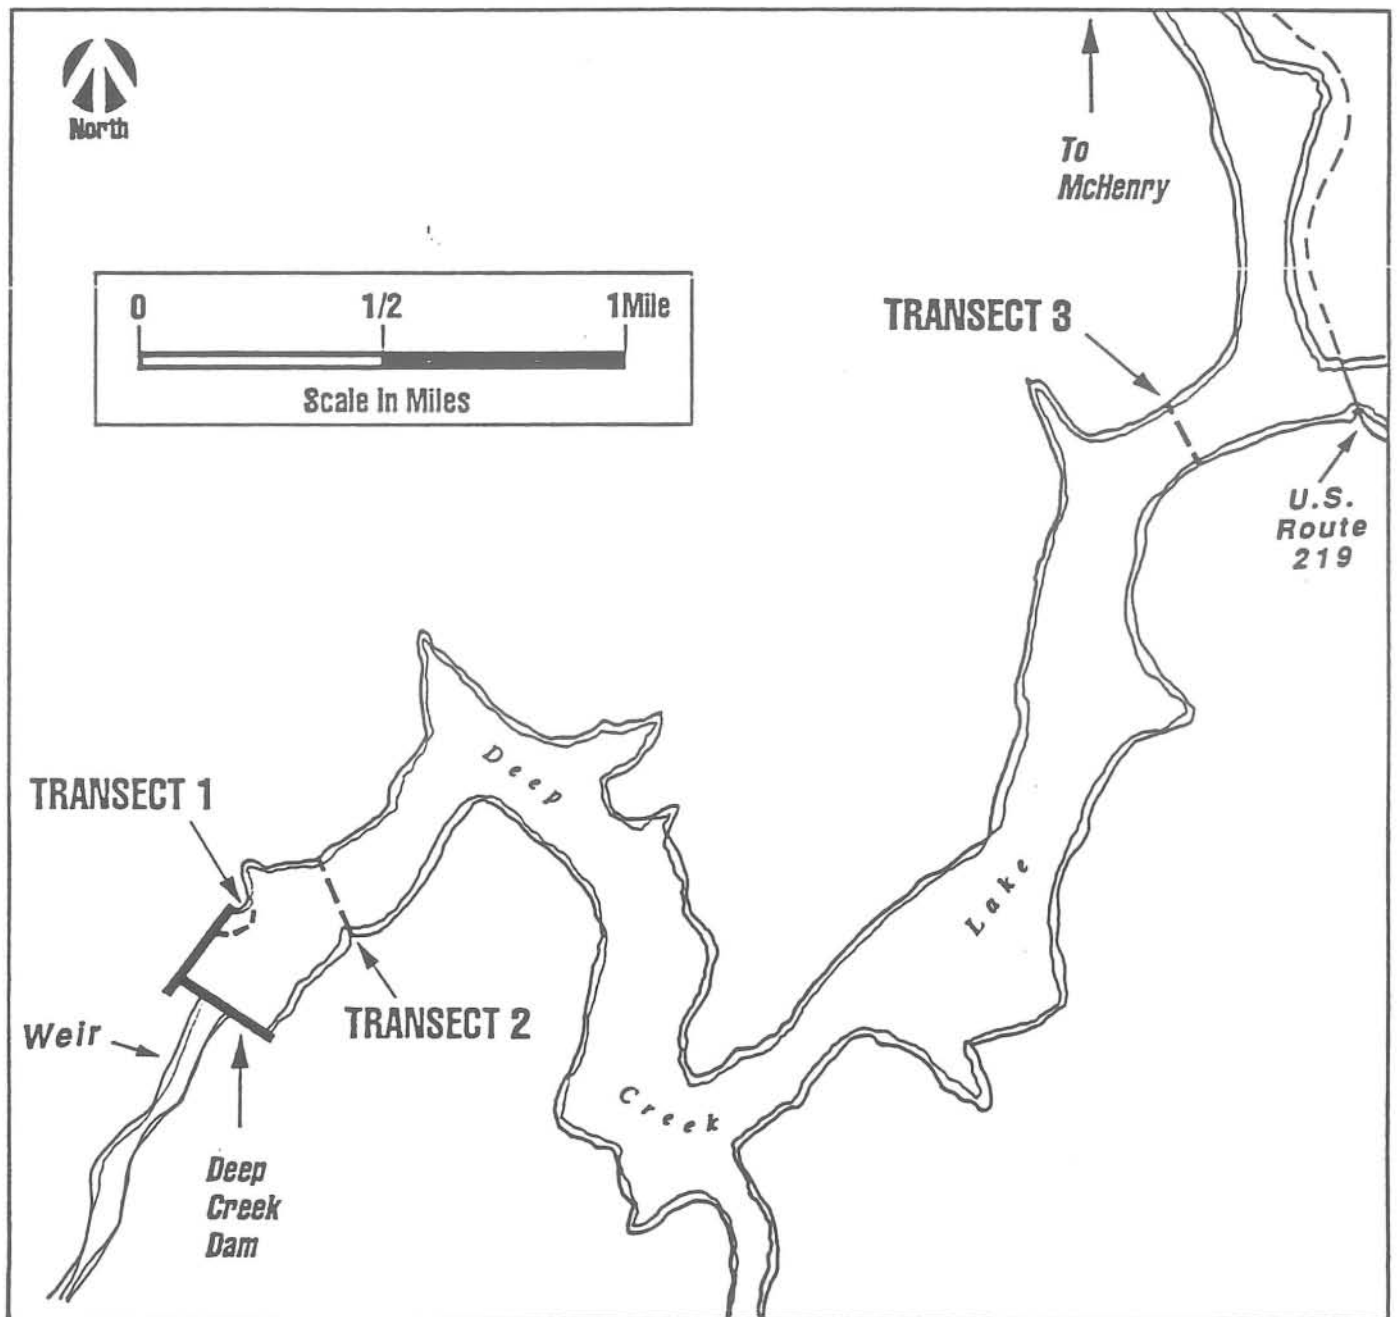 North
To
McHenry
0 1/2 1 Mile
Scale In Miles
TRANSECT 3
U.S.
Route
219
Deep
TRANSECT 1
Lake
TRANSECT 2
Weir
Creek
Deep
Creek
Dam